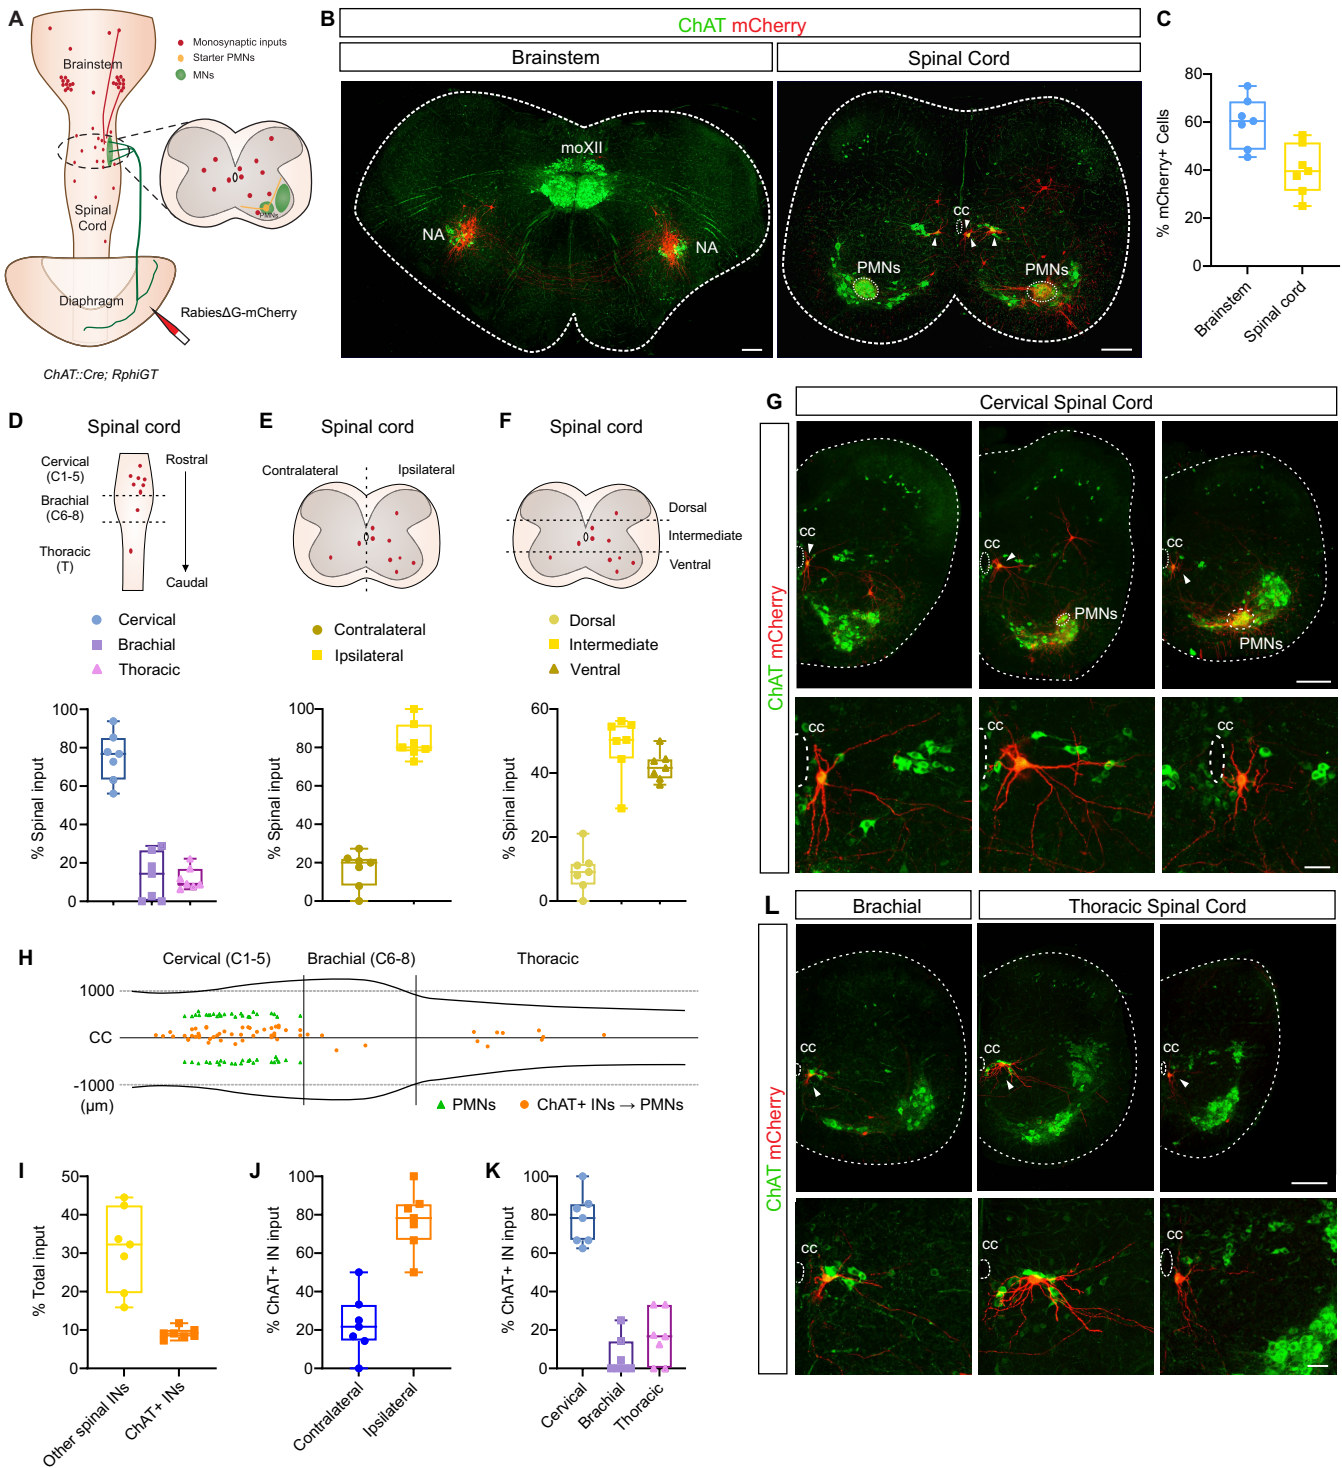 A
Brainstem
Monosynaptic inputs
Starter PMNs
MNs
PMNs
Spinal
Cord
Diaphragm
RabiesΔG-mCherry
ChAT::Cre; RphiGT
B
ChAT mCherry
Brainstem
Spinal Cord
moXII
NA
NA
CC
PMNs
PMNs
C
% mCherry+ Cells
80
60
40
20
0
Brainstem
Spinal cord
D
Spinal cord
Cervical
(C1-5)
Brachial
(C6-8)
Thoracic
(T)
Rostral
Caudal
Cervical
Brachial
Thoracic
% Spinal input
100
80
60
40
20
0
E
Spinal cord
Contralateral
Ipsilateral
Contralateral
Ipsilateral
% Spinal input
100
80
60
40
20
0
F
Spinal cord
Dorsal
Intermediate
Ventral
Dorsal
Intermediate
Ventral
% Spinal input
60
40
20
0
G
Cervical Spinal Cord
ChAT mCherry
CC
CC
PMNs
CC
PMNs
CC
CC
CC
H
Cervical (C1-5)
Brachial (C6-8)
Thoracic
1000
CC
-1000
(μm)
PMNs
ChAT+ INs → PMNs
I
% Total input
50
40
30
20
10
0
Other spinal INs
ChAT+ INs
J
% ChAT+ IN input
100
80
60
40
20
0
Contralateral
Ipsilateral
K
% ChAT+ IN input
100
80
60
40
20
0
Cervical
Brachial
Thoracic
L
Brachial
Thoracic Spinal Cord
ChAT mCherry
CC
CC
CC
CC
CC
CC